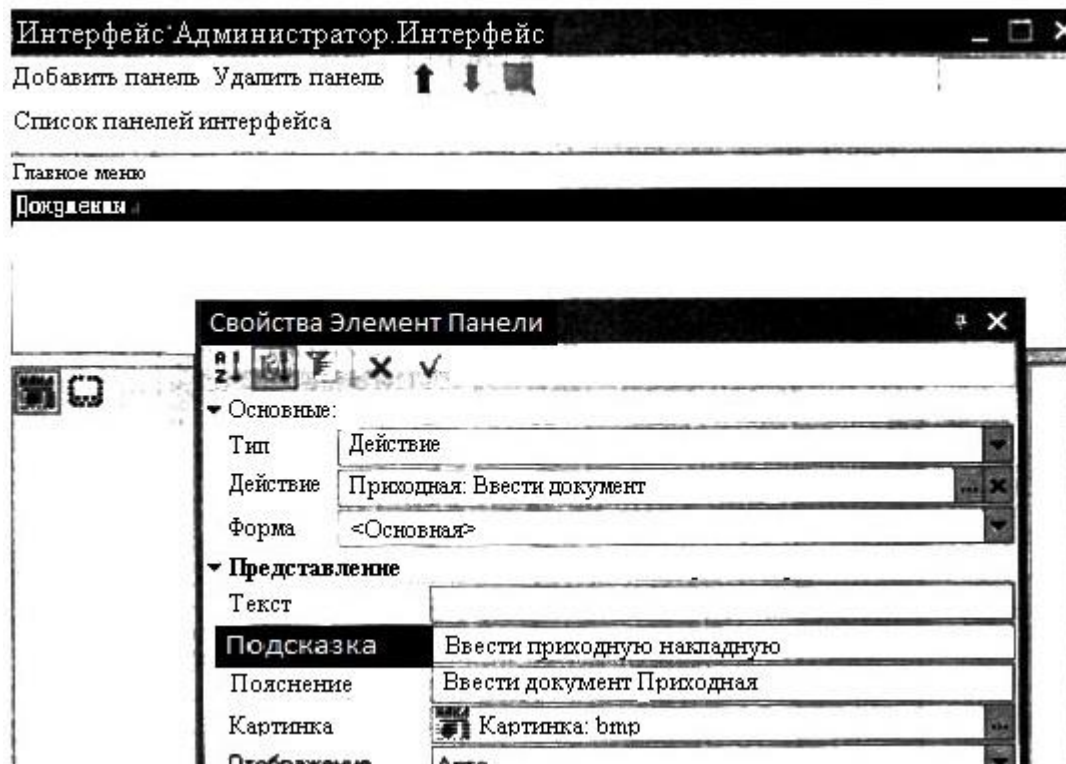 Интерфейс Администратор.Интерфейс
Добавить панель Удалить панель
Список панелей интерфейса
Главное меню
Свойства Элемент Панели
Основные:
Тип Действие
Действие Приходная: Ввести документ ...
Форма <Основная>
Представление
Текст
Подсказка Ввести приходную накладную
Пояснение Ввести документ Приходная
Картинка Картинка: bmp ...